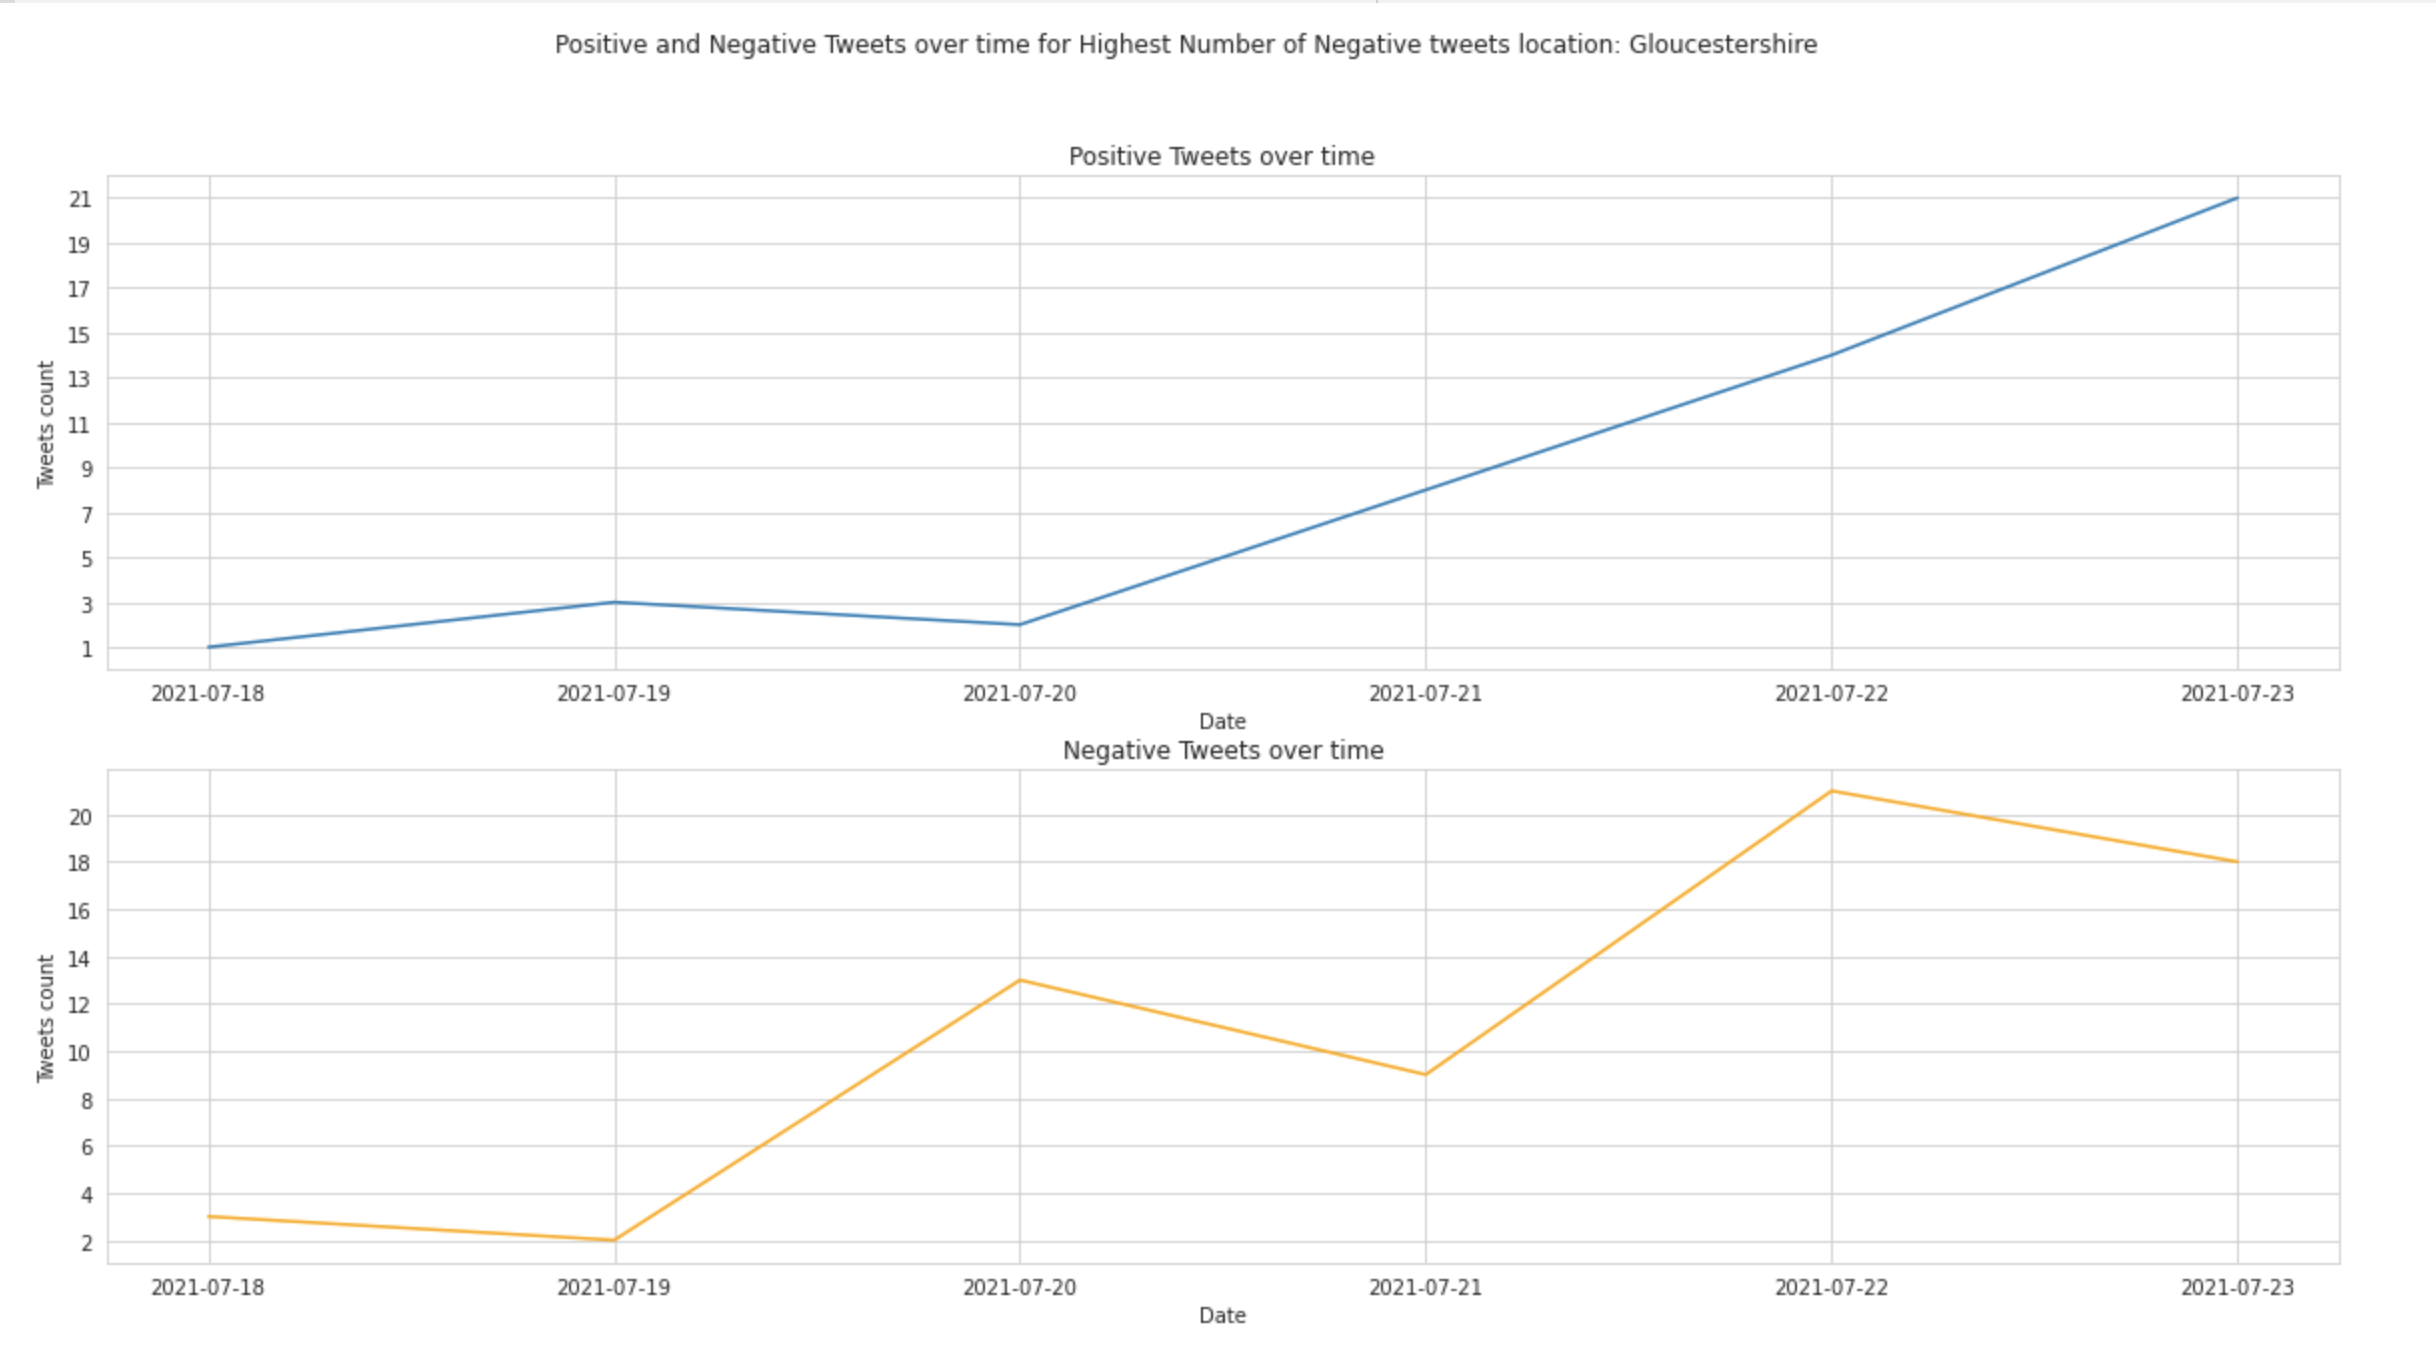 Positive and Negative Tweets over time for Highest Number of Negative tweets location: Gloucestershire
Positive Tweets over time
Tweets count
21
19
17
15
13
11
9
7
5
3
1
2021-07-18 2021-07-19 2021-07-20 2021-07-21 2021-07-22 2021-07-23
Date
Negative Tweets over time
Tweets count
20
18
16
14
12
10
8
6
4
2
2021-07-18 2021-07-19 2021-07-20 2021-07-21 2021-07-22 2021-07-23
Date